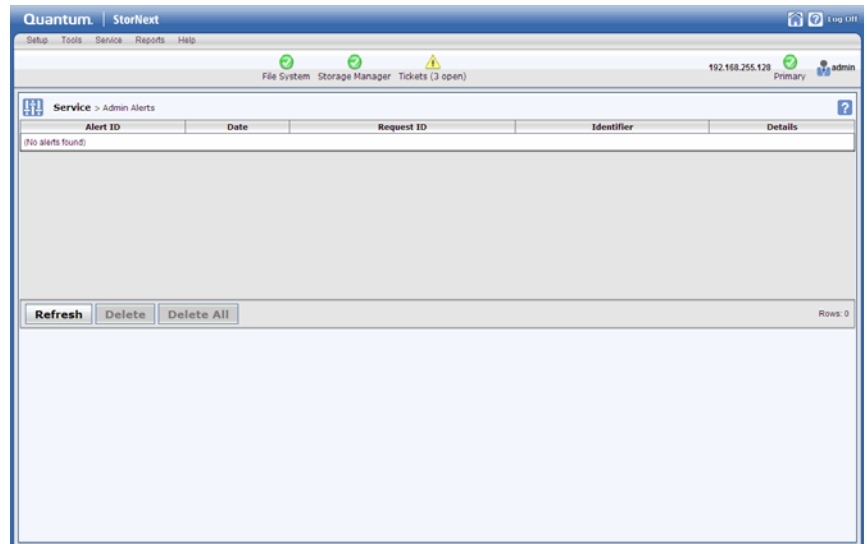 Quantum. StorNext
Log Off
Setup Tools Service Reports Help
File System Storage Manager Tickets (3 open)
192.168.255.128 Primary admin
Service > Admin Alerts
Alert ID Date Request ID Identifier Details
(No alerts found)
Refresh Delete Delete All Rows: 0